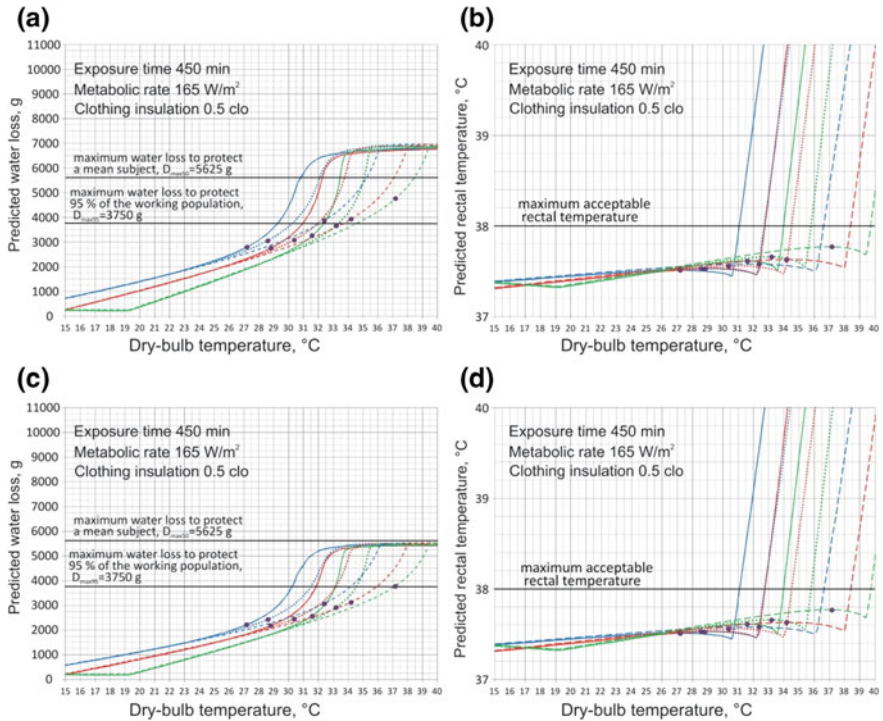 (a)
11000
10000
9000
8000
7000
6000
5000
4000
3000
2000
1000
0
Predicted water loss, g
Exposure time 450 min
Metabolic rate 165 W/m²
Clothing insulation 0.5 clo
maximum water loss to protect
a mean subject, Dmax50=5625 g
maximum water loss to protect
95 % of the working population,
Dmax95=3750 g
15 16 17 18 19 20 21 22 23 24 25 26 27 28 29 30 31 32 33 34 35 36 37 38 39 40
Dry-bulb temperature, °C
(b)
40
39
38
37
Predicted rectal temperature, °C
Exposure time 450 min
Metabolic rate 165 W/m²
Clothing insulation 0.5 clo
maximum acceptable
rectal temperature
15 16 17 18 19 20 21 22 23 24 25 26 27 28 29 30 31 32 33 34 35 36 37 38 39 40
Dry-bulb temperature, °C
(c)
11000
10000
9000
8000
7000
6000
5000
4000
3000
2000
1000
0
Predicted water loss, g
Exposure time 450 min
Metabolic rate 165 W/m²
Clothing insulation 0.5 clo
maximum water loss to protect
a mean subject, Dmax50=5625 g
maximum water loss to protect
95 % of the working population,
Dmax95=3750 g
15 16 17 18 19 20 21 22 23 24 25 26 27 28 29 30 31 32 33 34 35 36 37 38 39 40
Dry-bulb temperature, °C
(d)
40
39
38
37
Predicted rectal temperature, °C
Exposure time 450 min
Metabolic rate 165 W/m²
Clothing insulation 0.5 clo
maximum acceptable
rectal temperature
15 16 17 18 19 20 21 22 23 24 25 26 27 28 29 30 31 32 33 34 35 36 37 38 39 40
Dry-bulb temperature, °C